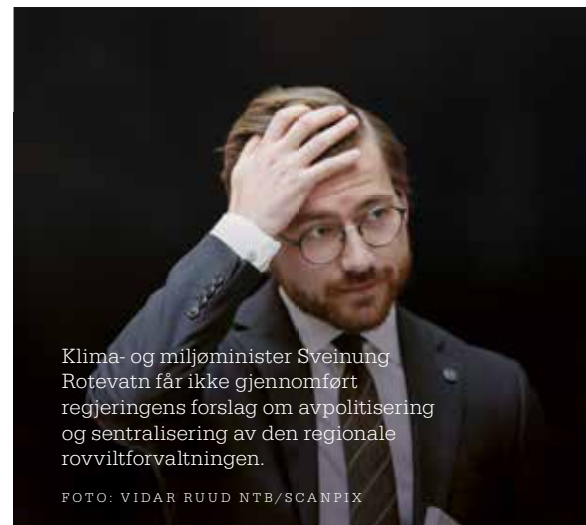 Klima- og miljøminister Sveinung
Rotevatn får ikke gjennomført
regjeringens forslag om avpolitisering
og sentralisering av den regionale
rovviltforvaltningen.
FOTO: VIDAR RUUD NTB/SCANPIX